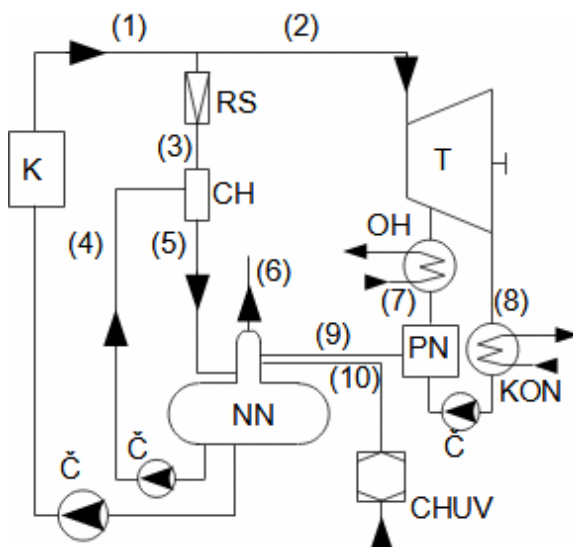 (1) (2)
RS
K (3) T
CH OH
(4) (5)
(6) (7) (8)
(9) PN
(10) KON
NN
Č Č Č
CHUV